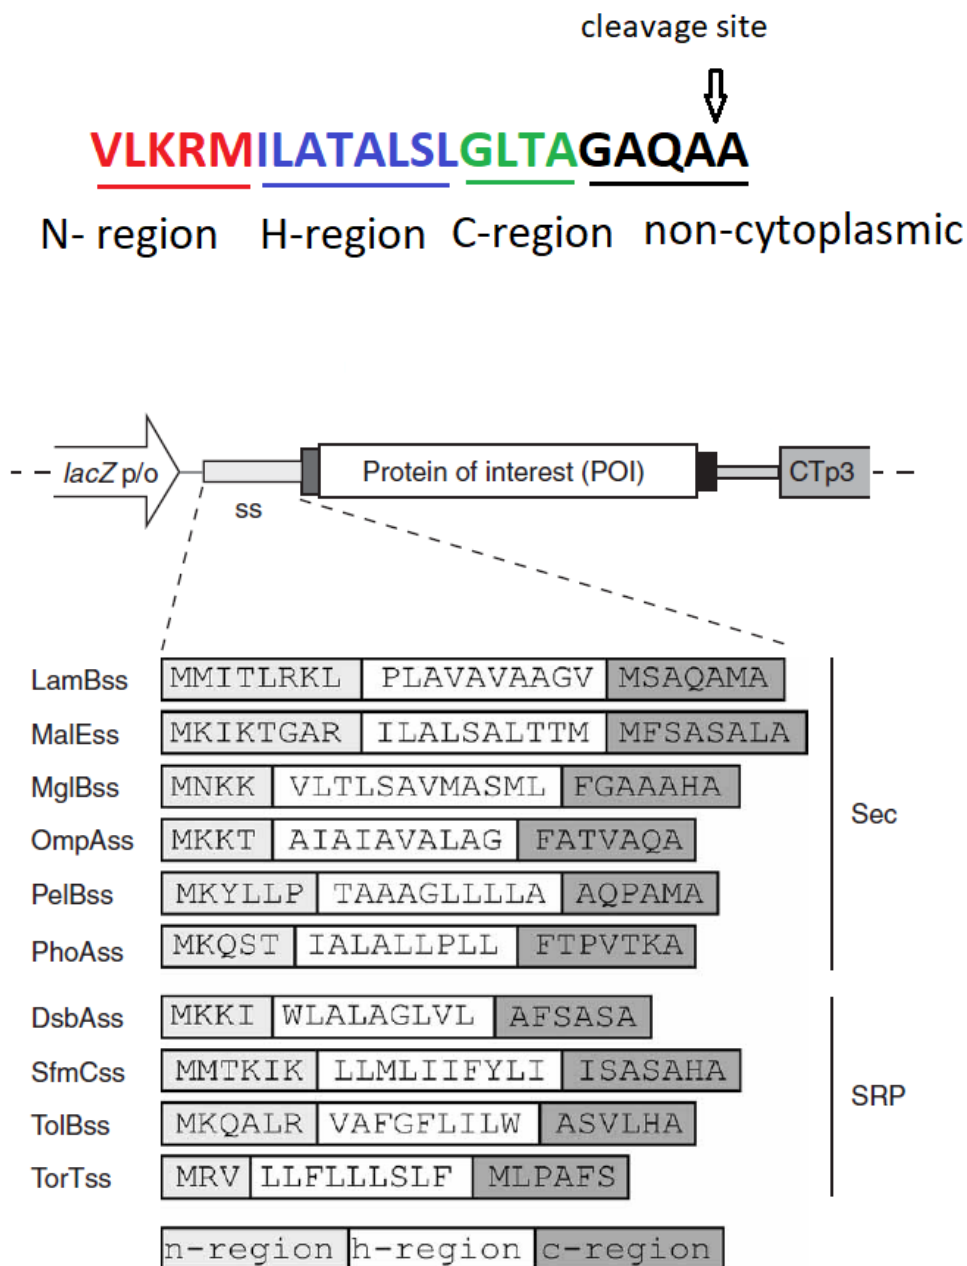 cleavage site
VLKRMILATALSLGLTAGAQAA
N- region H-region C-region non-cytoplasmic
lacZ p/o Protein of interest (POI) CTp3
ss
LamBss MMITLRKL PLAVAVAAGV MSAQAMA
MalEss MKIKTGAR ILALSALTTM MFSASALA
MglBss MNKK VLTLSAVMASML FGAAAHA
Sec
OmpAss MKKT AIAIAVALAG FATVAQA
PelBss MKYLLP TAAAGLLLLA AQPAMA
PhoAss MKQST IALALLPLL FTPVTKA
DsbAss MKKI WLALAGLVL AFSASA
SfmCss MMTKIK LLMLIIFYLI ISASAHA
SRP
TolBss MKQALR VAFGFLILW ASVLHA
TorTss MRV LLFLLLSLF MLPAFS
n-region h-region c-region